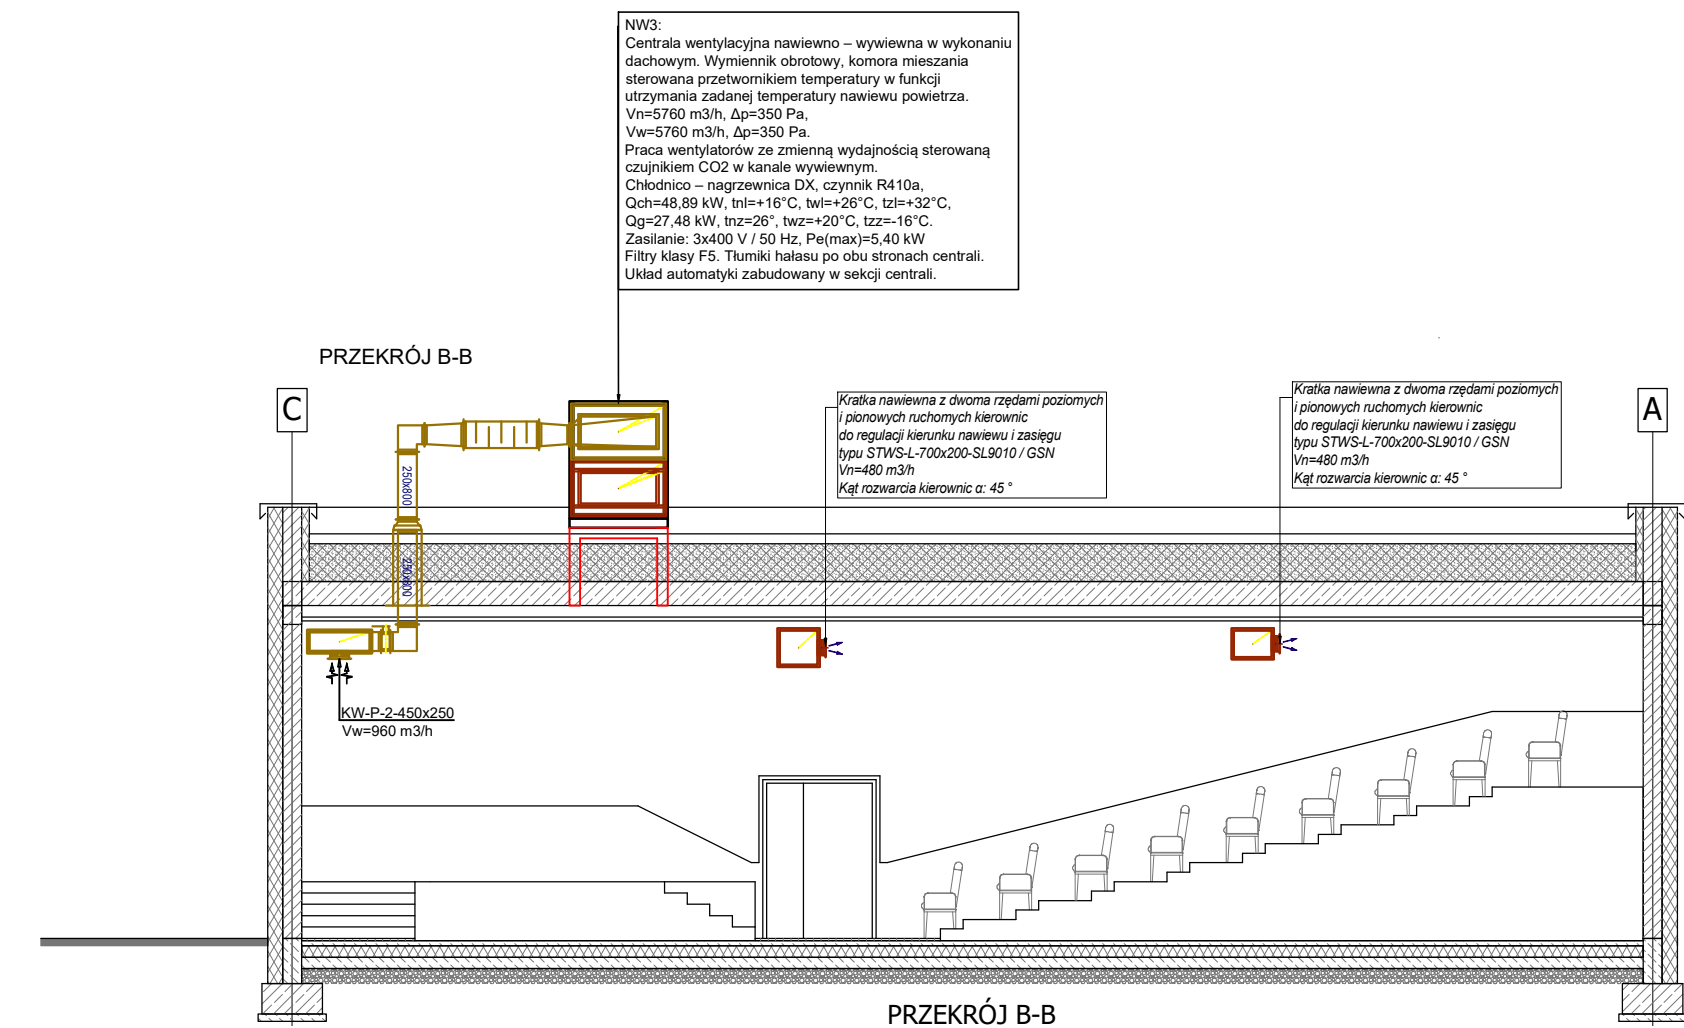 NW3:
Centrala wentylacyjna nawiewno – wywiewna w wykonaniu
dachowym. Wymiennik obrotowy, komora mieszania
sterowana przetwornikiem temperatury w funkcji
utrzymania zadanej temperatury nawiewu powietrza.
Vn=5760 m3/h, Δp=350 Pa,
Vw=5760 m3/h, Δp=350 Pa.
Praca wentylatorów ze zmienną wydajnością sterowaną
czujnikiem CO2 w kanale wywiewnym.
Chłodnico – nagrzewnica DX, czynnik R410a,
Qch=48,89 kW, tnl=+16°C, twl=+26°C, tzl=+32°C,
Qg=27,48 kW, tnz=26°, twz=+20°C, tzz=-16°C.
Zasilanie: 3x400 V / 50 Hz, Pe(max)=5,40 kW
Filtry klasy F5. Tłumiki hałasu po obu stronach centrali.
Układ automatyki zabudowany w sekcji centrali.
PRZEKRÓJ B-B
C
Kratka nawiewna z dwoma rzędami poziomych
i pionowych ruchomych kierownic
do regulacji kierunku nawiewu i zasięgu
typu STWS-L-700x200-SL9010 / GSN
Vn=480 m3/h
Kąt rozwarcia kierownic α: 45 °
Kratka nawiewna z dwoma rzędami poziomych
i pionowych ruchomych kierownic
do regulacji kierunku nawiewu i zasięgu
typu STWS-L-700x200-SL9010 / GSN
Vn=480 m3/h
Kąt rozwarcia kierownic α: 45 °
A
250x800
250x800
KW-P-2-450x250
Vw=960 m3/h
PRZEKRÓJ B-B